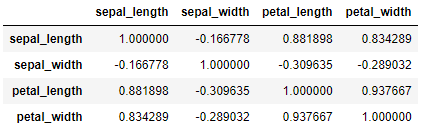 sepal_length sepal_width petal_length petal_width
sepal_length 1.000000 -0.166778 0.881898 0.834289
sepal_width -0.166778 1.000000 -0.309635 -0.289032
petal_length 0.881898 -0.309635 1.000000 0.937667
petal_width 0.834289 -0.289032 0.937667 1.000000